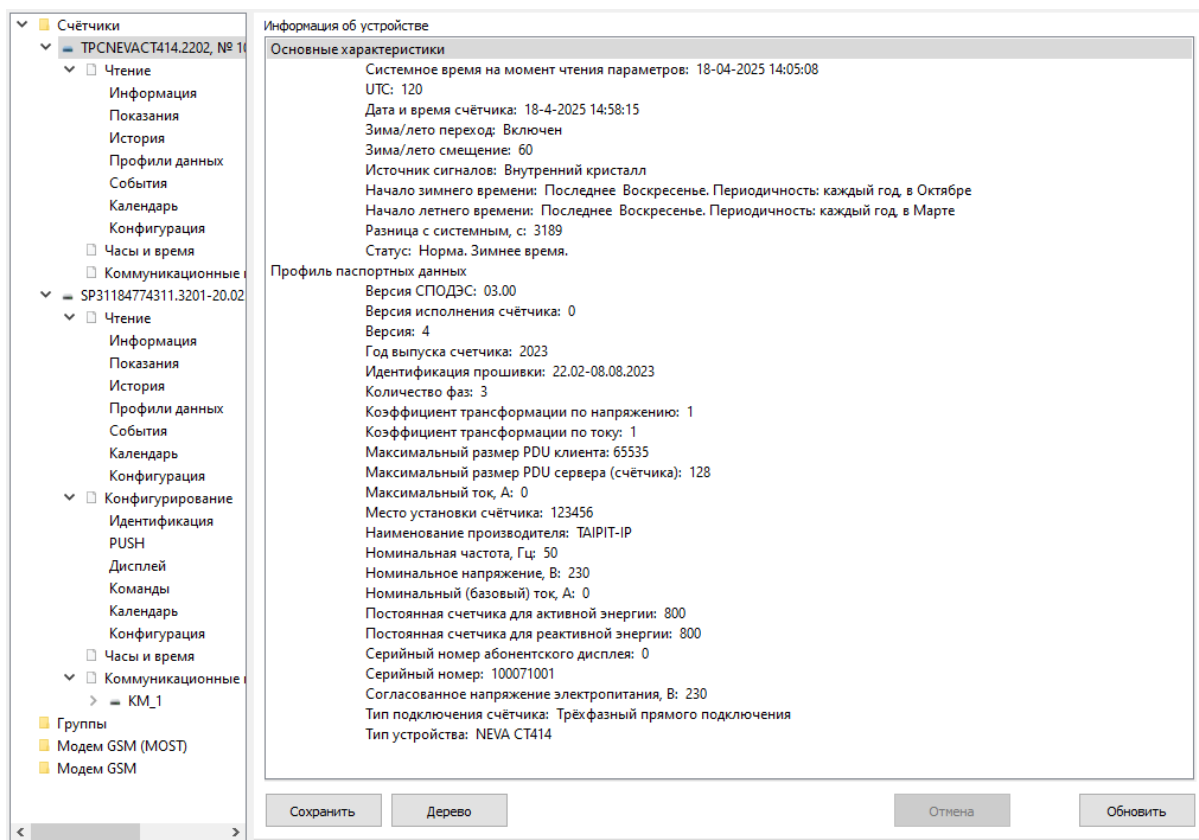 Счётчики
TPCNEVACT414.2202, № 10
Чтение
Информация
Показания
История
Профили данных
События
Календарь
Конфигурация
Часы и время
Коммуникационные
SP31184774311.3201-20.02
Чтение
Информация
Показания
История
Профили данных
События
Календарь
Конфигурация
Конфигурирование
Идентификация
PUSH
Дисплей
Команды
Календарь
Конфигурация
Часы и время
Коммуникационные
KM_1
Группы
Модем GSM (MOST)
Модем GSM
Информация об устройстве
Основные характеристики
Системное время на момент чтения параметров: 18-04-2025 14:05:08
UTC: 120
Дата и время счётчика: 18-4-2025 14:58:15
Зима/лето переход: Включен
Зима/лето смещение: 60
Источник сигналов: Внутренний кристалл
Начало зимнего времени: Последнее Воскресенье. Периодичность: каждый год, в Октябре
Начало летнего времени: Последнее Воскресенье. Периодичность: каждый год, в Марте
Разница с системным, с: 3189
Статус: Норма. Зимнее время.
Профиль паспортных данных
Версия СПОДЭС: 03.00
Версия исполнения счётчика: 0
Версия: 4
Год выпуска счетчика: 2023
Идентификация прошивки: 22.02-08.08.2023
Количество фаз: 3
Коэффициент трансформации по напряжению: 1
Коэффициент трансформации по току: 1
Максимальный размер PDU клиента: 65535
Максимальный размер PDU сервера (счётчика): 128
Максимальный ток, А: 0
Место установки счётчика: 123456
Наименование производителя: TAIPIT-IP
Номинальная частота, Гц: 50
Номинальное напряжение, В: 230
Номинальный (базовый) ток, А: 0
Постоянная счетчика для активной энергии: 800
Постоянная счетчика для реактивной энергии: 800
Серийный номер абонентского дисплея: 0
Серийный номер: 100071001
Согласованное напряжение электропитания, В: 230
Тип подключения счётчика: Трёхфазный прямого подключения
Тип устройства: NEVA CT414
Сохранить
Дерево
Отмена
Обновить